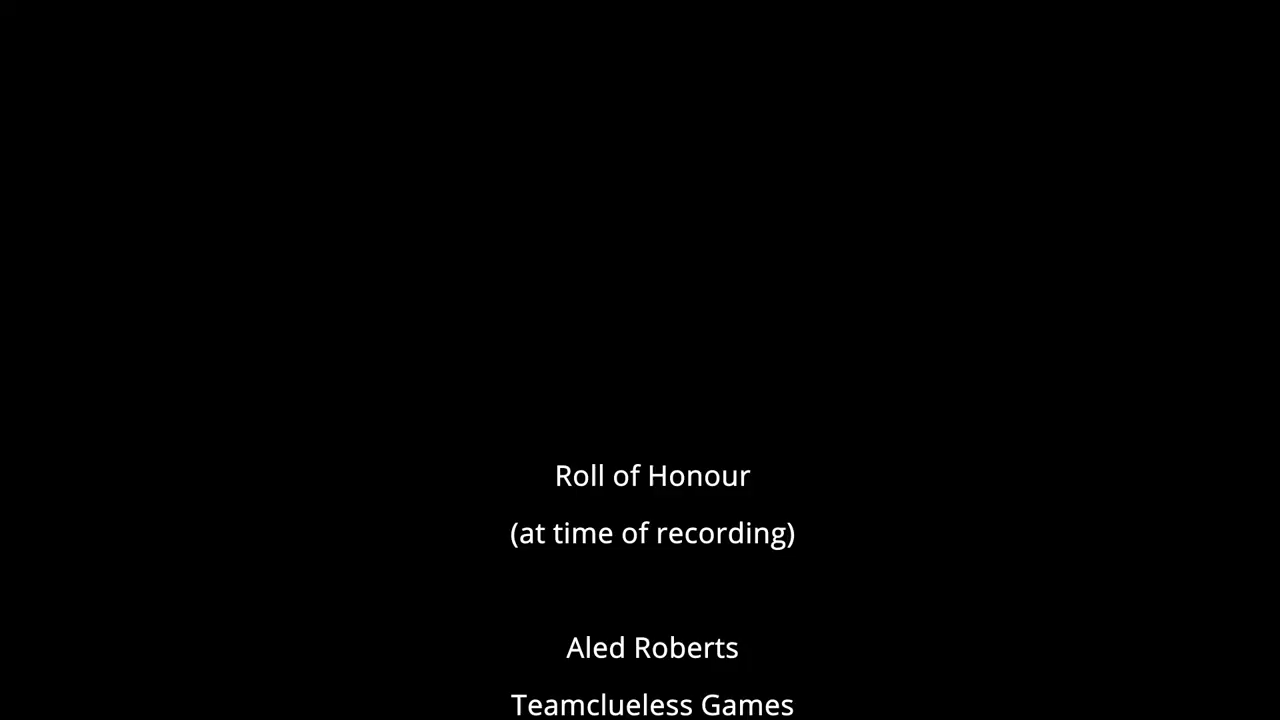 Roll of Honour
(at time of recording)
Aled Roberts
Teamclueless Games